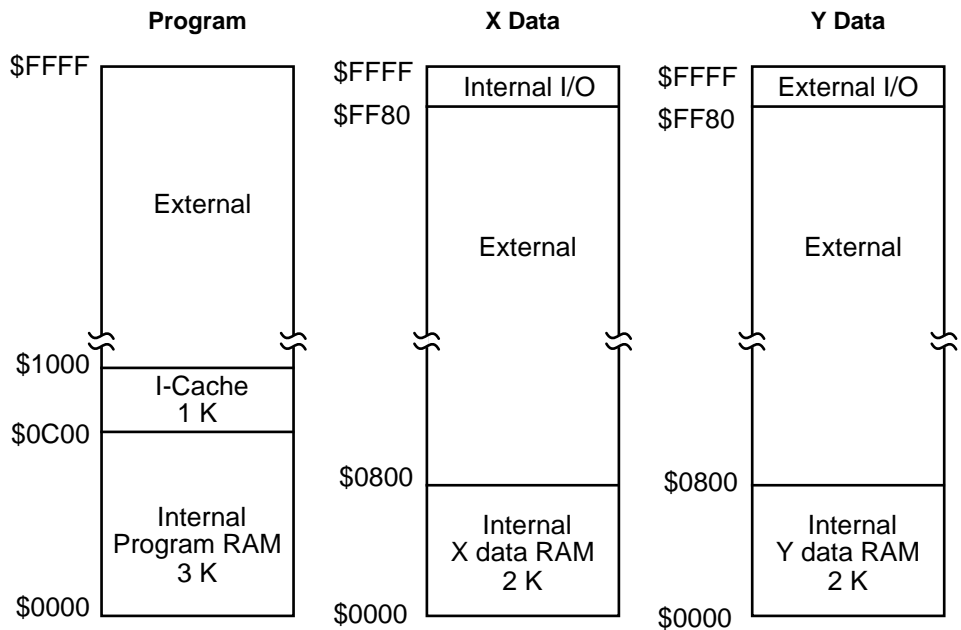 Program
$FFFF
External
$1000
I-Cache
1 K
$0C00
Internal
Program RAM
3 K
$0000
X Data
$FFFF
Internal I/O
$FF80
External
$0800
Internal
X data RAM
2 K
$0000
Y Data
$FFFF
External I/O
$FF80
External
$0800
Internal
Y data RAM
2 K
$0000